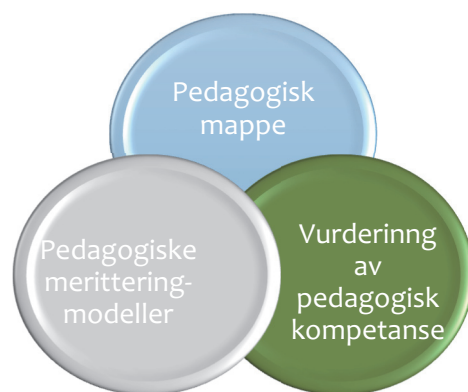 Pedagogisk
mappe
Pedagogiske
merittering-
modeller
Vurderinng
av
pedagogisk
kompetanse